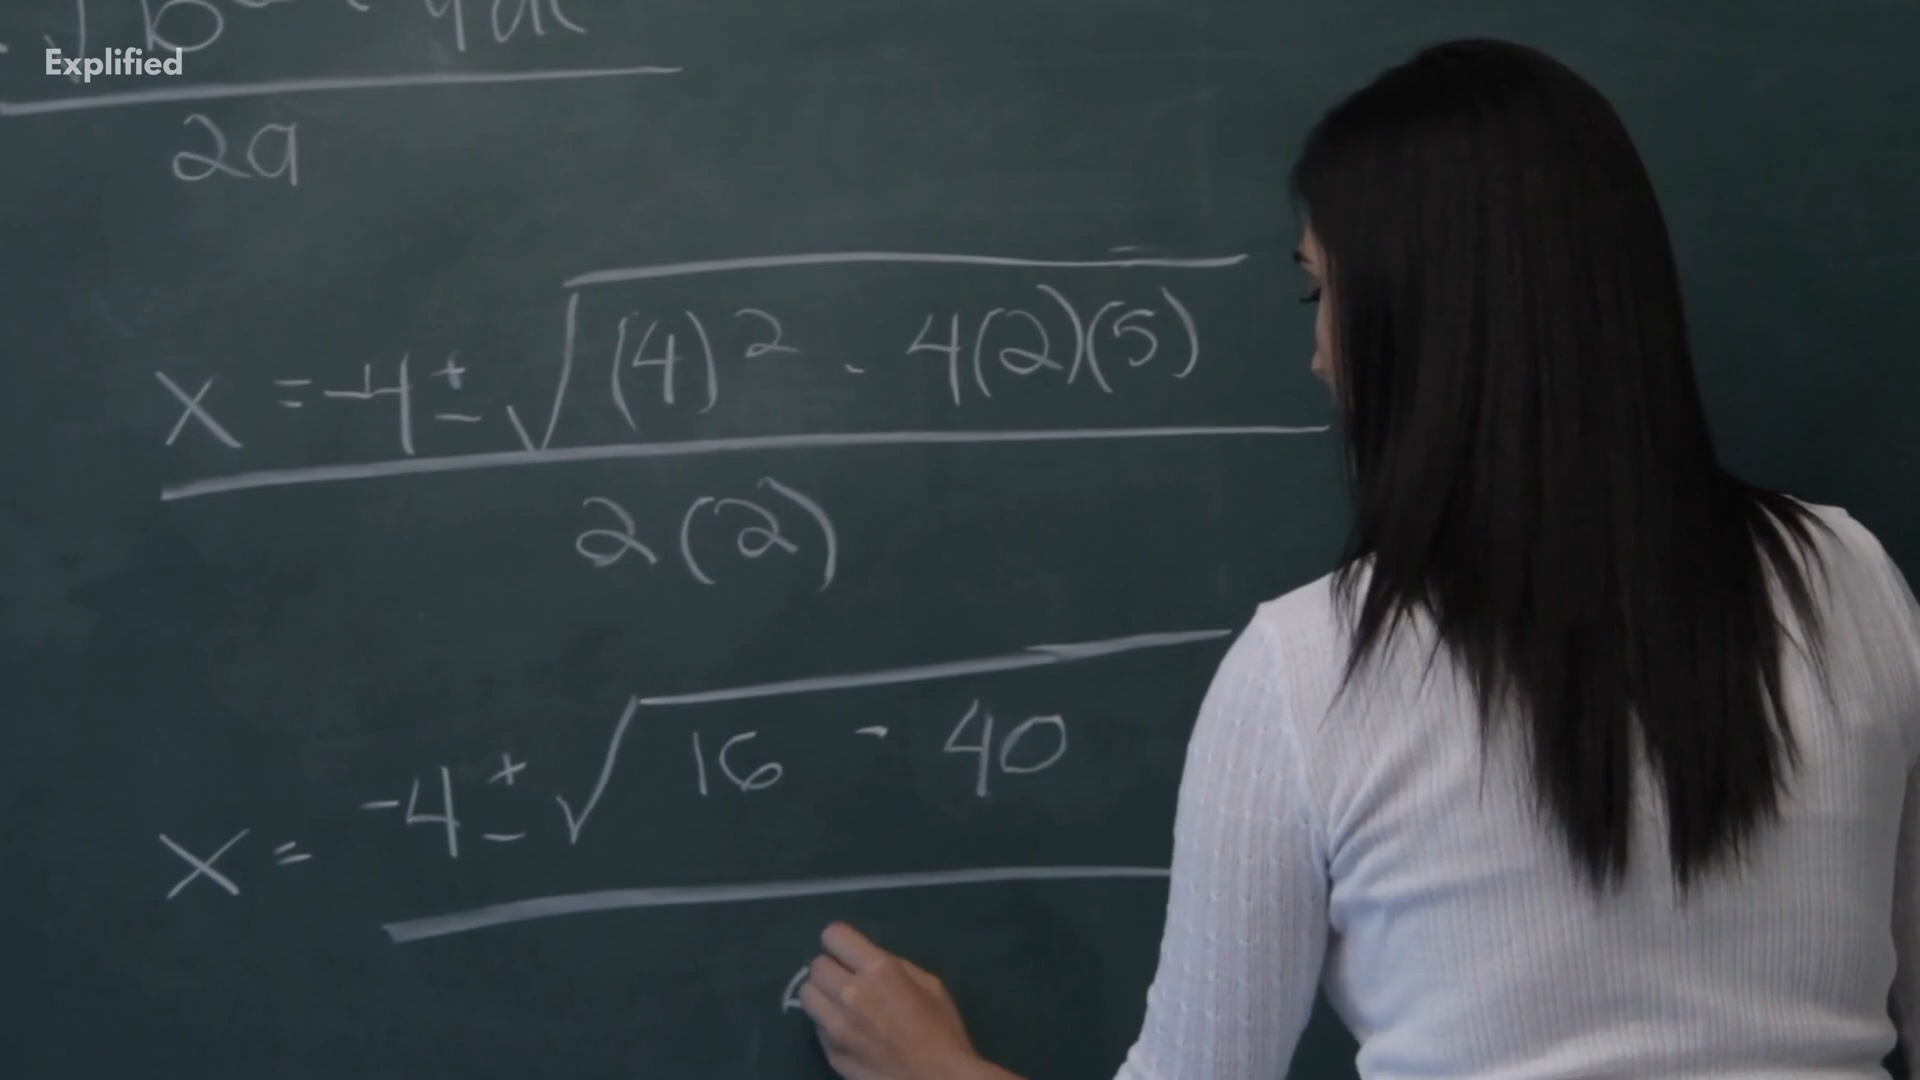 Explified
2a
x = -4 ± √(4)² - 4(2)(5)
2(2)
x = -4 ± √16 - 40